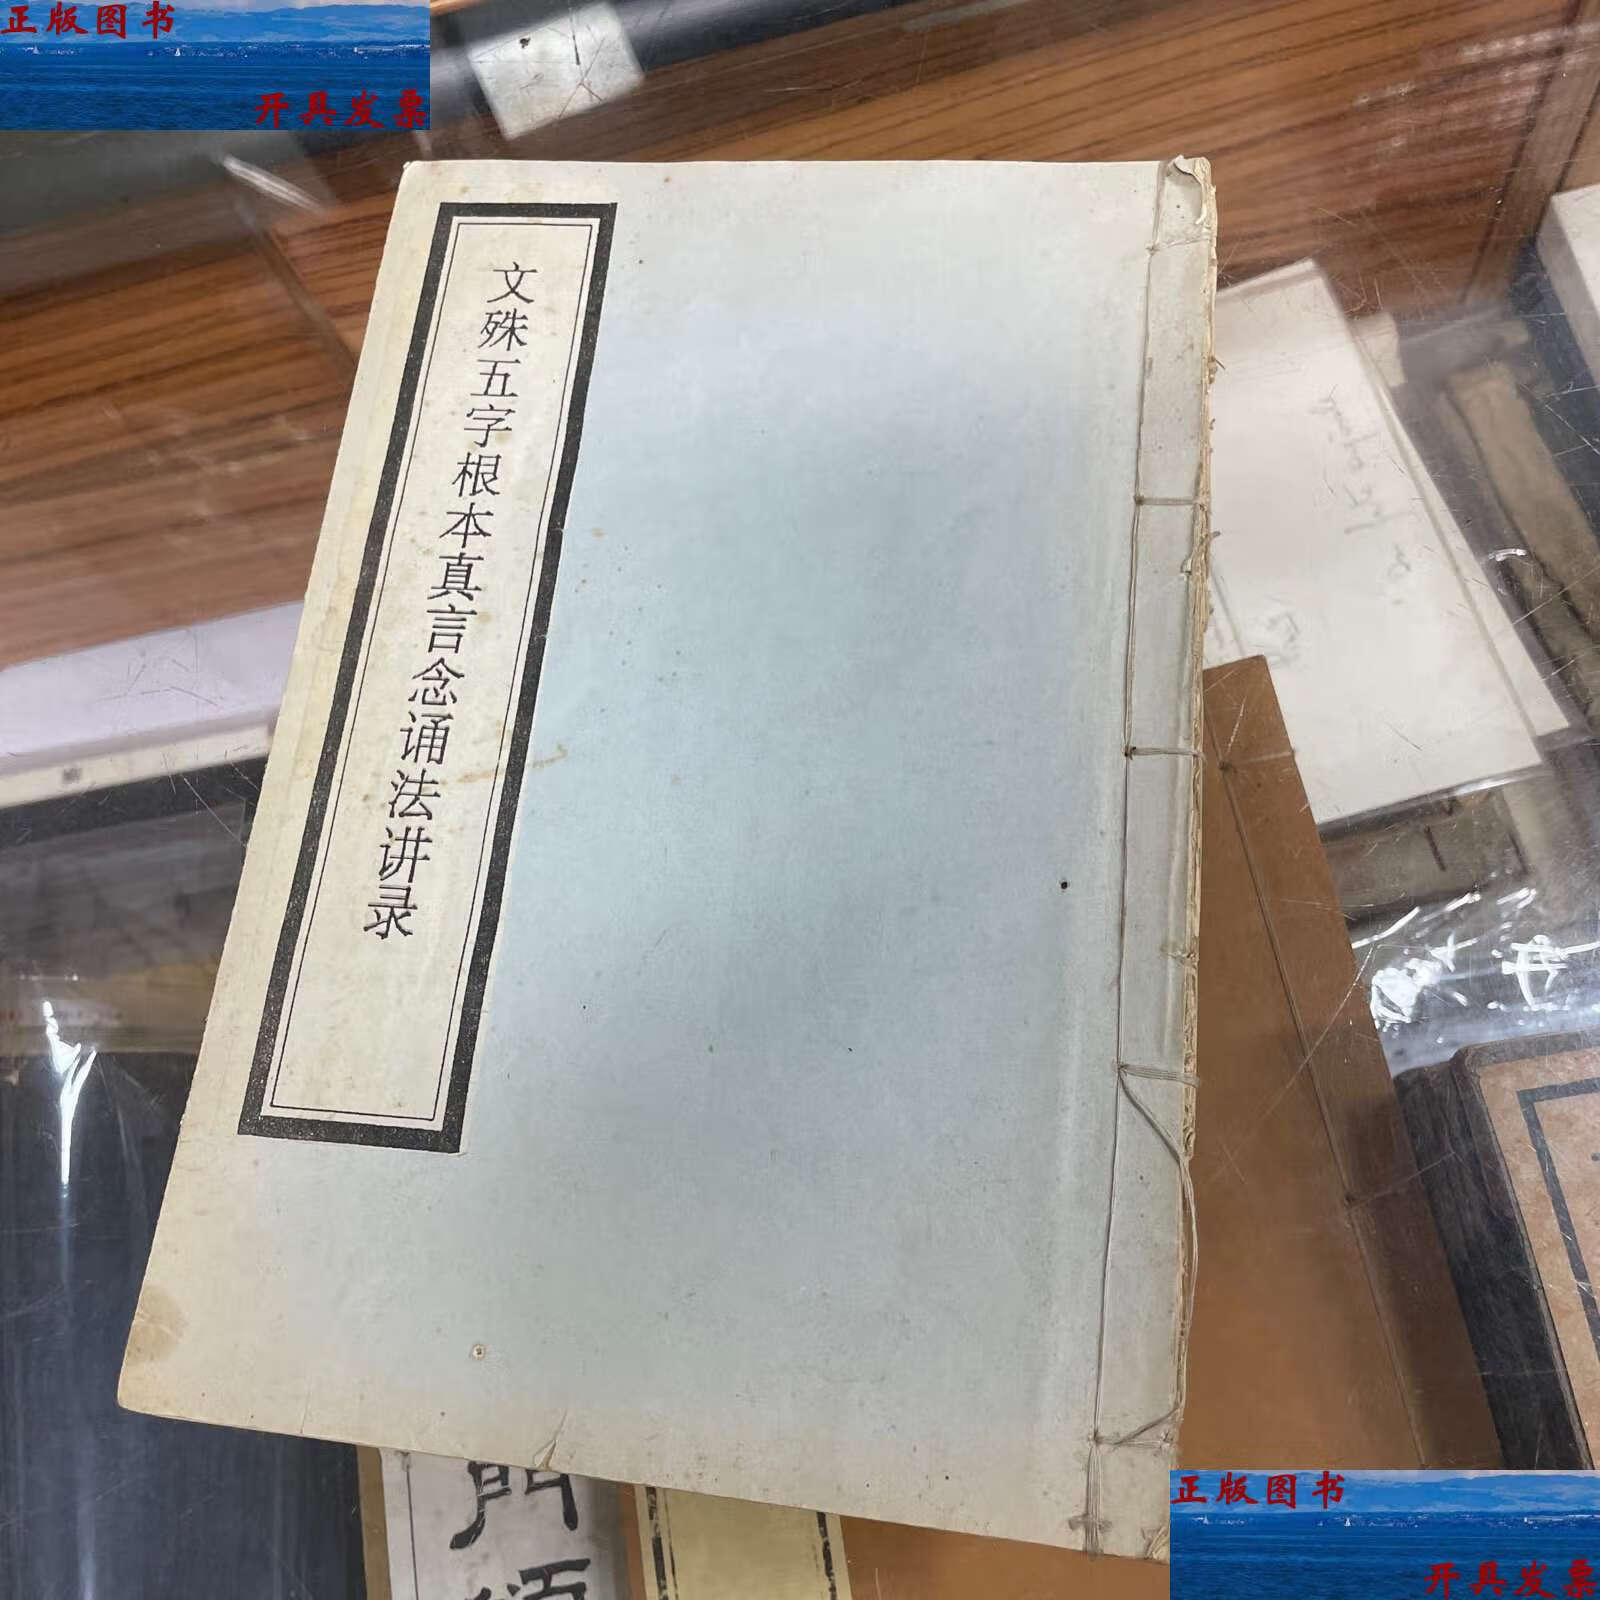 正版图书
开具发票
文殊五字根本真言念诵法讲录
門
正版图书
开具发票